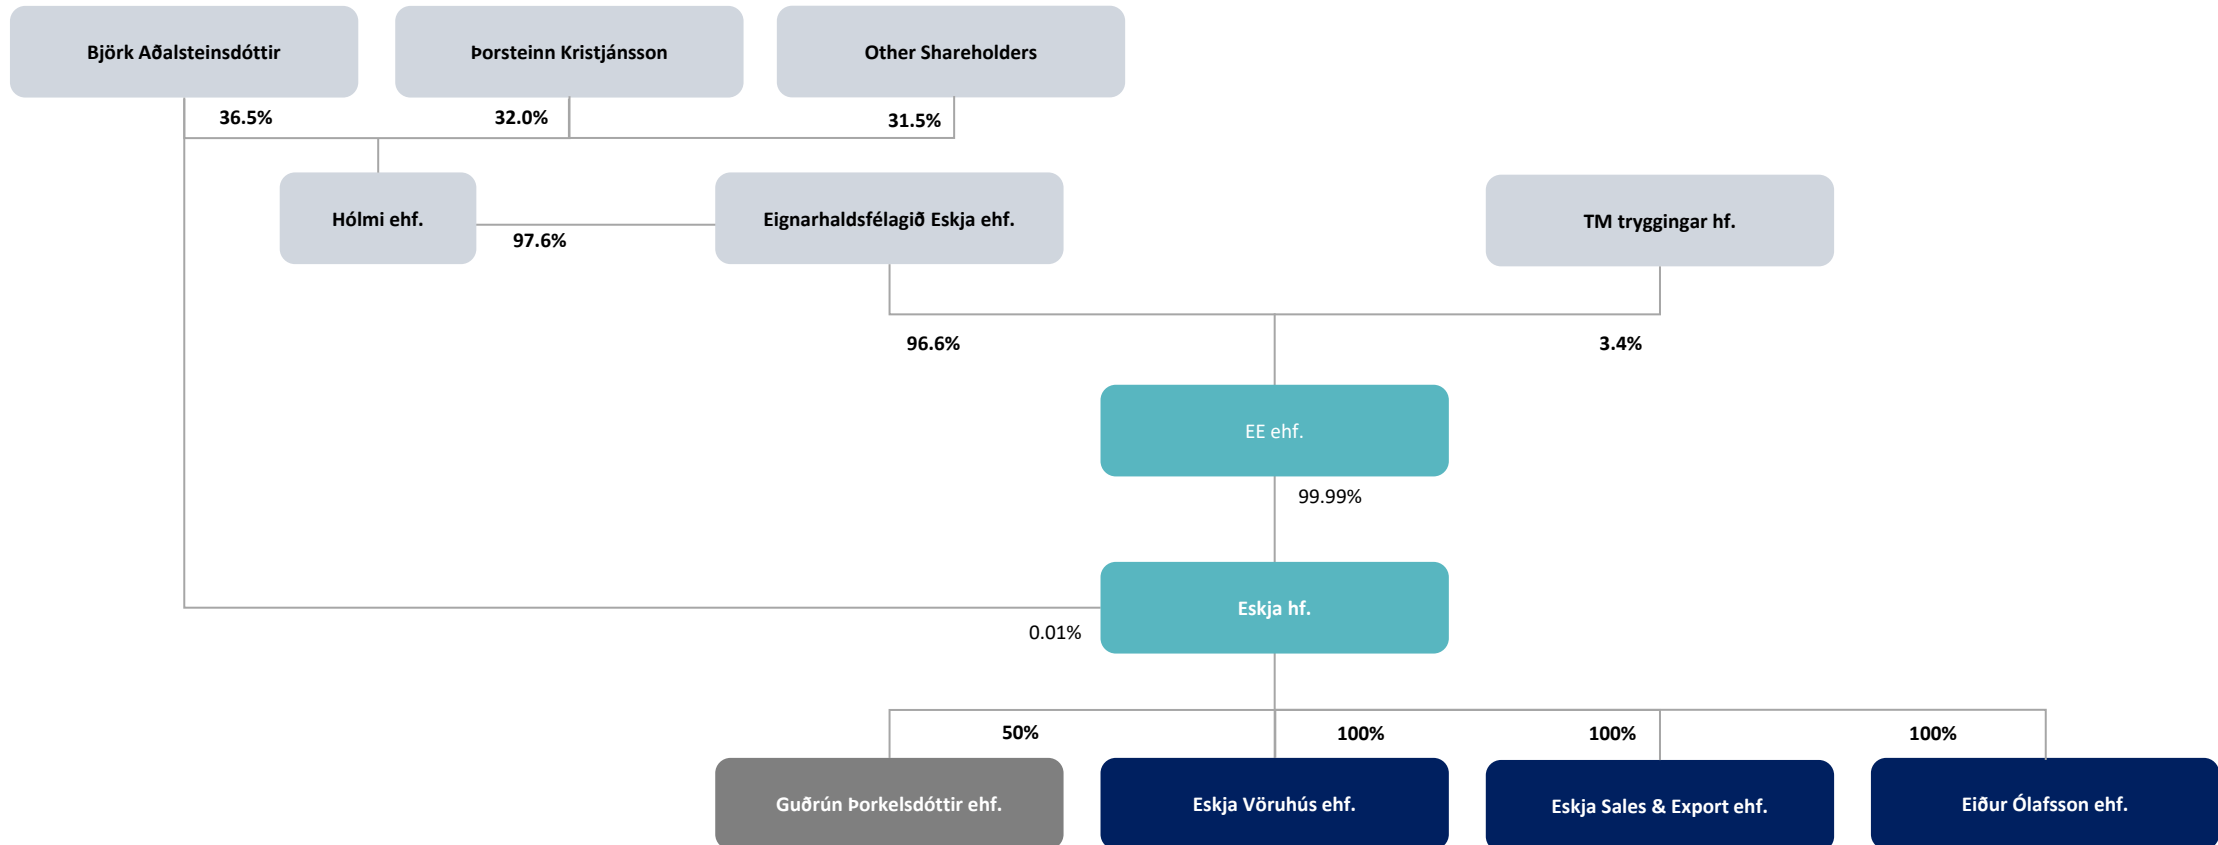 Björk Aðalsteinsdóttir
Þorsteinn Kristjánsson
Other Shareholders
36.5%
32.0%
31.5%
Hólmi ehf.
97.6%
Eignarhaldsfélagið Eskja ehf.
TM tryggingar hf.
96.6%
3.4%
EE ehf.
99.99%
Eskja hf.
0.01%
50%
100%
100%
100%
Guðrún Þorkelsdóttir ehf.
Eskja Vöruhús ehf.
Eskja Sales & Export ehf.
Eiður Ólafsson ehf.